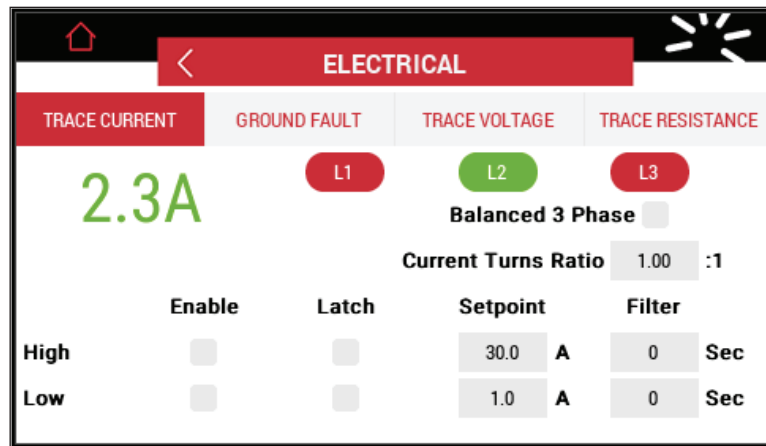 ELECTRICAL
TRACE CURRENT GROUND FAULT TRACE VOLTAGE TRACE RESISTANCE
2.3A L1 L2 L3
Balanced 3 Phase
Current Turns Ratio 1.00 :1
Enable Latch Setpoint Filter
High 30.0 A 0 Sec
Low 1.0 A 0 Sec